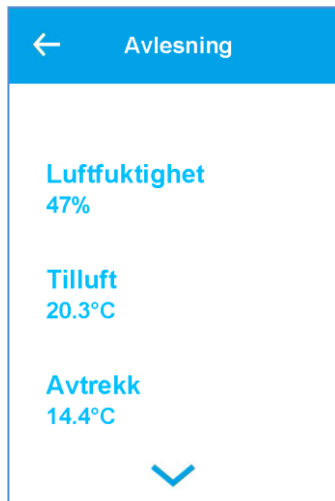 Avlesning
Luftfuktighet
47%
Tilluft
20.3°C
Avtrekk
14.4°C